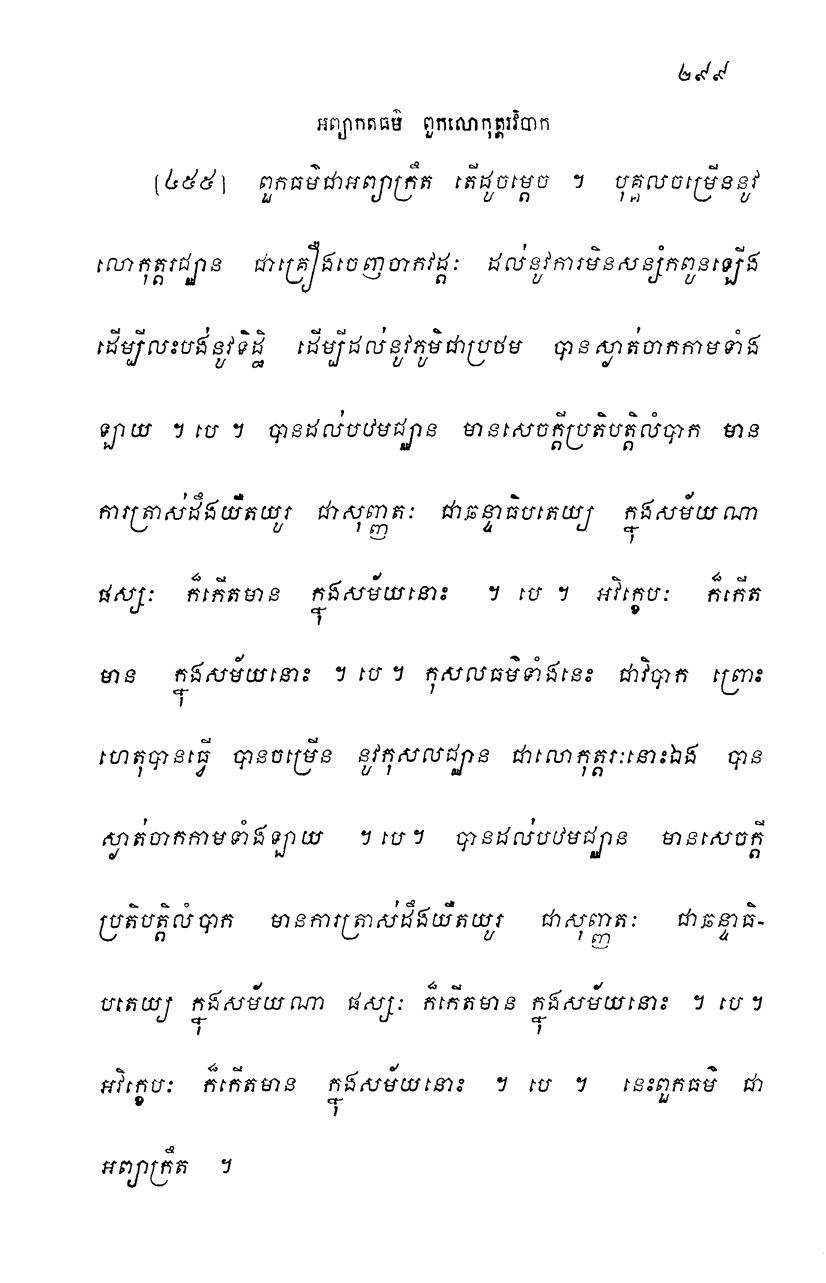 ២៩៩
អព្យាកតធម៌ ពួកលោកុត្តរវិបាក
[៤៥៥] ពួកធម៌ជាអព្យាក្រឹត តើដូចម្តេច ។ បុគ្គលចម្រើននូវ
លោកុត្តរជ្ឈាន ជាគ្រឿងចេញចាកវដ្តៈ ដល់នូវការមិនសន្សំកពូនឡើង
ដើម្បីលះបង់នូវទិដ្ឋិ ដើម្បីដល់នូវភូមិជាប្រថម បានស្ងាត់ចាកកាមទាំង
ឡាយ ។ បេ ។ បានដល់បឋមជ្ឈាន មានសេចក្តីប្រតិបត្តិលំបាក មាន
ការត្រាស់ដឹងយឺតយូរ ជាសុញ្ញតៈ ជាឆន្ទាធិបតេយ្យ ក្នុងសម័យណា
ផស្សៈ ក៏កើតមាន ក្នុងសម័យនោះ ។ បេ ។ អវិក្ខេបៈ ក៏កើត
មាន ក្នុងសម័យនោះ ។ បេ ។ កុសលធម៌ទាំងនេះ ជាវិបាក ព្រោះ
ហេតុបានធ្វើ បានចម្រើន នូវកុសលជ្ឈាន ជាលោកុត្តរៈនោះឯង បាន
ស្ងាត់ចាកកាមទាំងឡាយ ។ បេ ។ បានដល់បឋមជ្ឈាន មានសេចក្តី
ប្រតិបត្តិលំបាក មានការត្រាស់ដឹងយឺតយូរ ជាសុញ្ញតៈ ជាឆន្ទាធិ-
បតេយ្យ ក្នុងសម័យណា ផស្សៈ ក៏កើតមាន ក្នុងសម័យនោះ ។ បេ ។
អវិក្ខេបៈ ក៏កើតមាន ក្នុងសម័យនោះ ។ បេ ។ នេះពួកធម៌ ជា
អព្យាក្រឹត ។